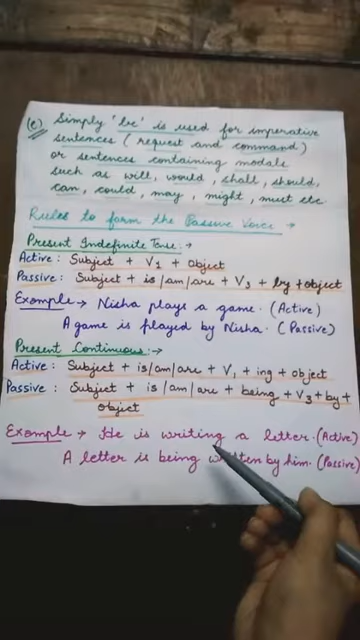 (c) Simply 'be' is used for imperative
sentences (request and command)
or sentences containing modals
such as will, would, shall, should,
can, could, may, might, must etc
Rules to form the Passive Voice →
Present Indefinite Tense :→
Active: Subject + V1 + object
Passive: Subject + is/am/are + V3 + by + object
Example → Nisha plays a game. (Active)
A game is played by Nisha. (Passive)
Present Continuous :→
Active: Subject + is/am/are + V1 + ing + object
Passive: Subject + is/am/are + being + V3 + by +
object
Example → He is writing a letter. (Active)
A letter is being written by him. (Passive)